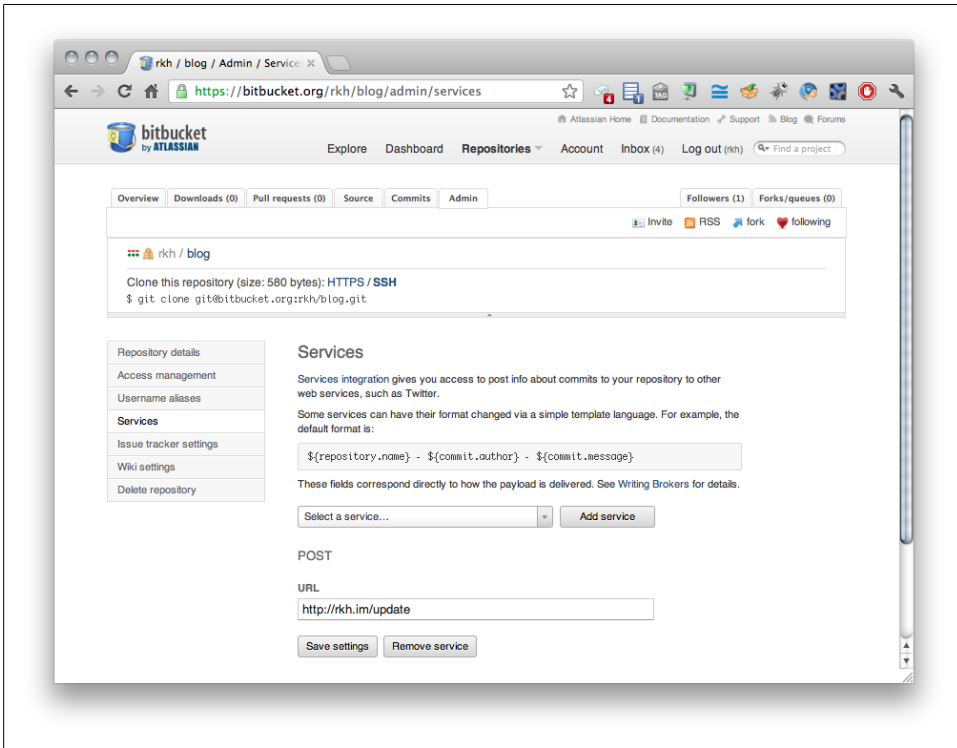 rkh / blog / Admin / Service
https://bitbucket.org/rkh/blog/admin/services
Atlassian Home Documentation Support Blog Forums
bitbucket
by ATLASSIAN
Explore Dashboard Repositories Account Inbox (4) Log out (rkh) Find a project
Overview Downloads (0) Pull requests (0) Source Commits Admin Followers (1) Forks/queues (0)
Invite RSS fork following
rkh / blog
Clone this repository (size: 580 bytes): HTTPS / SSH
$ git clone git@bitbucket.org:rkh/blog.git
Repository details
Access management
Username aliases
Services
Issue tracker settings
Wiki settings
Delete repository
Services
Services integration gives you access to post info about commits to your repository to other
web services, such as Twitter.
Some services can have their format changed via a simple template language. For example, the
default format is:
${repository.name} - ${commit.author} - ${commit.message}
These fields correspond directly to how the payload is delivered. See Writing Brokers for details.
Select a service... Add service
POST
URL
http://rkh.im/update
Save settings Remove service